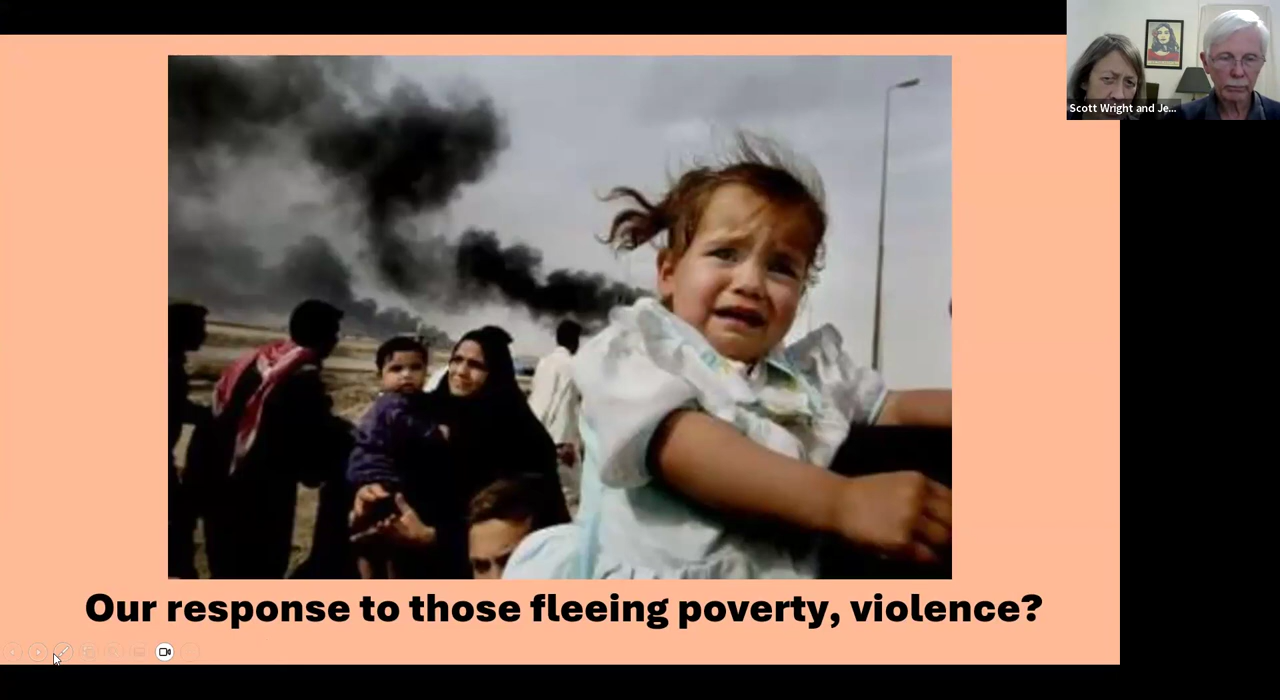 Scott Wright and Je...
Our response to those fleeing poverty, violence?